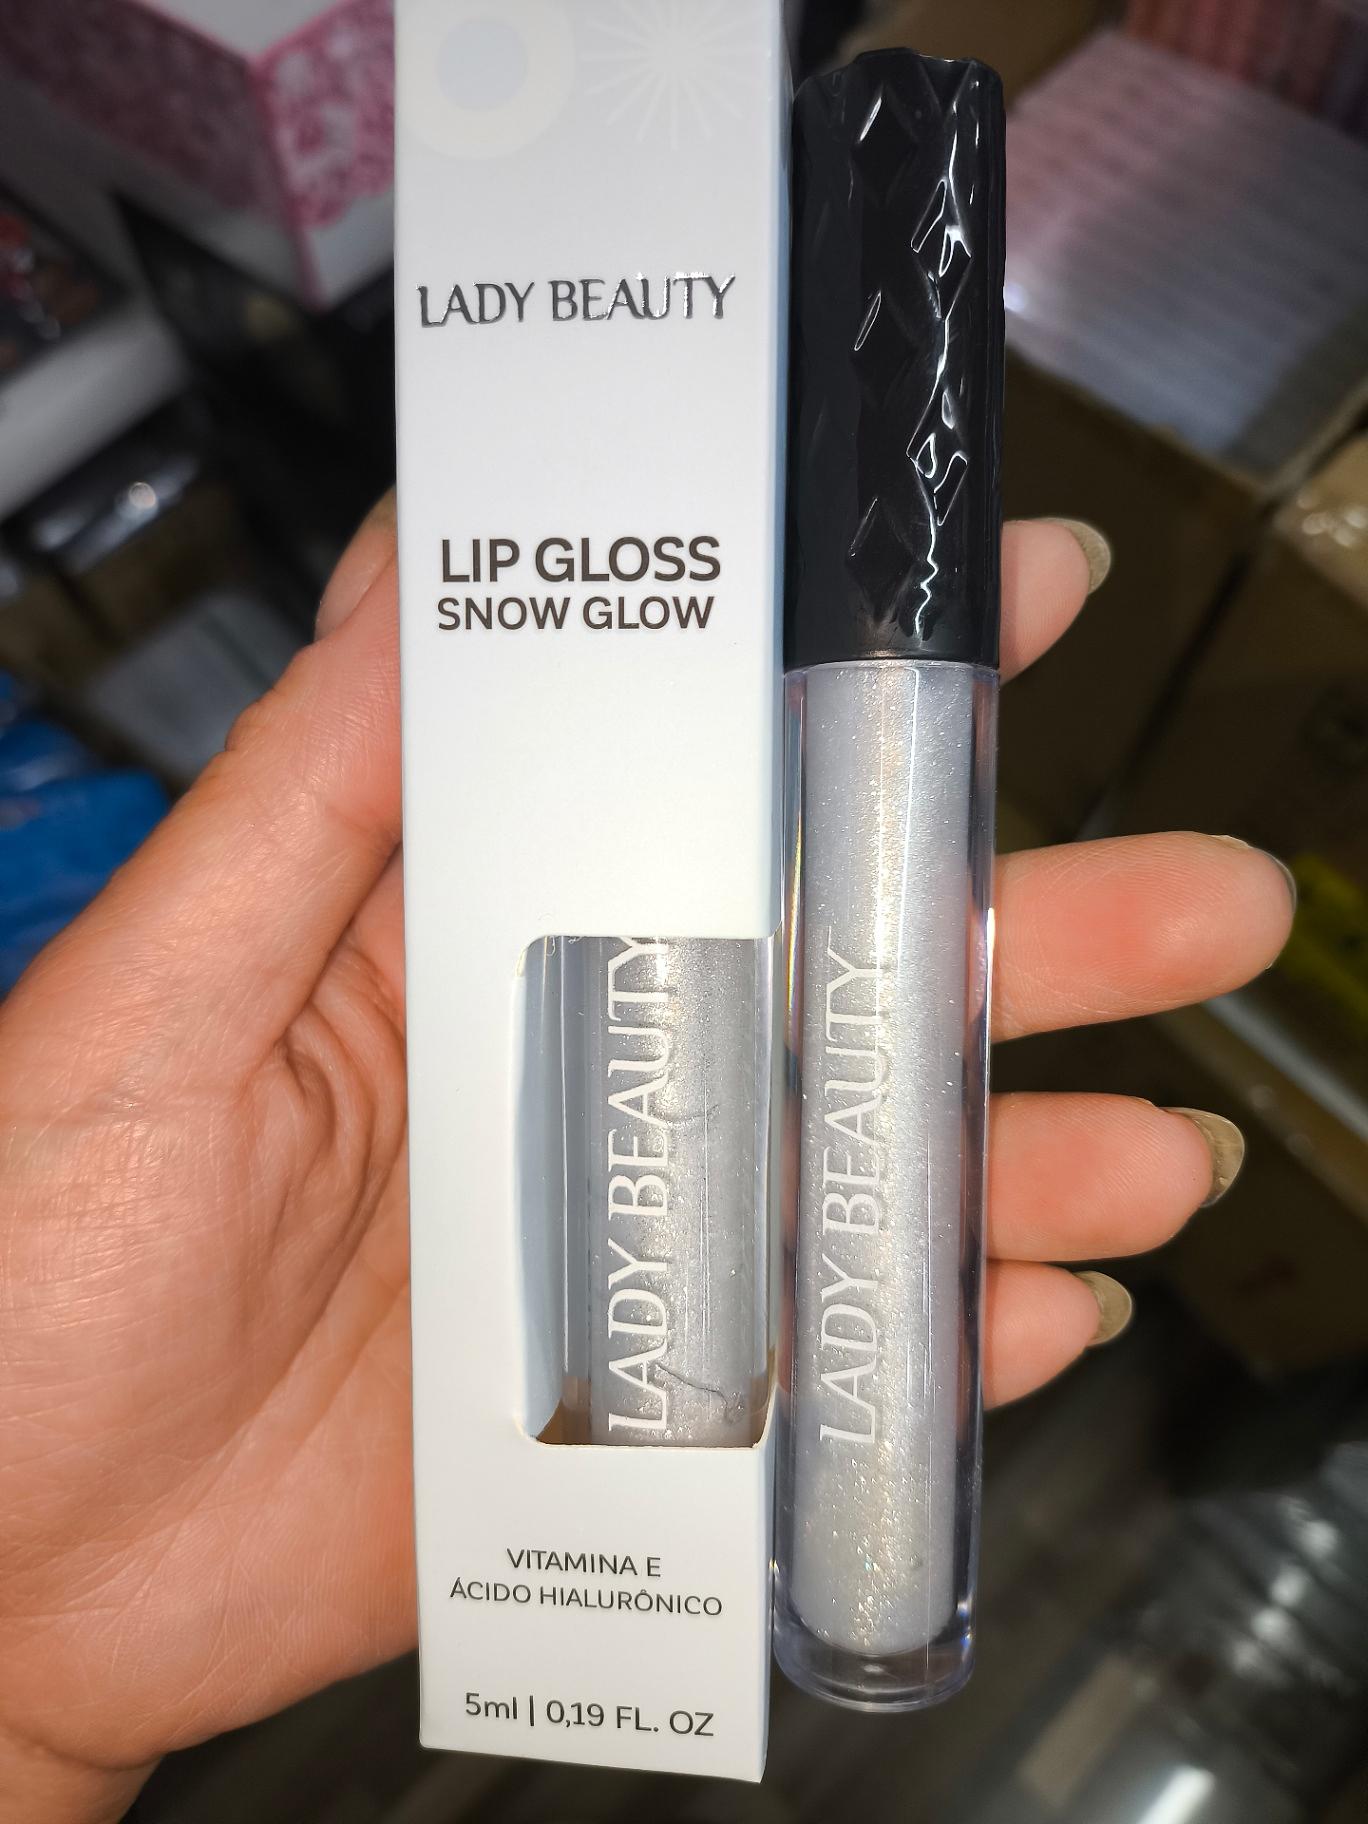 LADY BEAUTY
LIP GLOSS
SNOW GLOW
LADY BEAUTY
LADY BEAUTY
VITAMINA E
ÁCIDO HIALURÔNICO
5ml | 0,19 FL. OZ